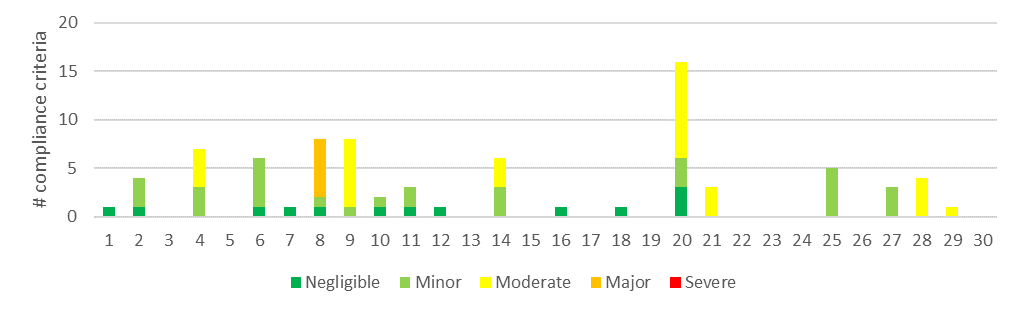 # compliance criteria
20
15
10
5
0
1 2 3 4 5 6 7 8 9 10 11 12 13 14 15 16 17 18 19 20 21 22 23 24 25 26 27 28 29 30
Negligible Minor Moderate Major Severe